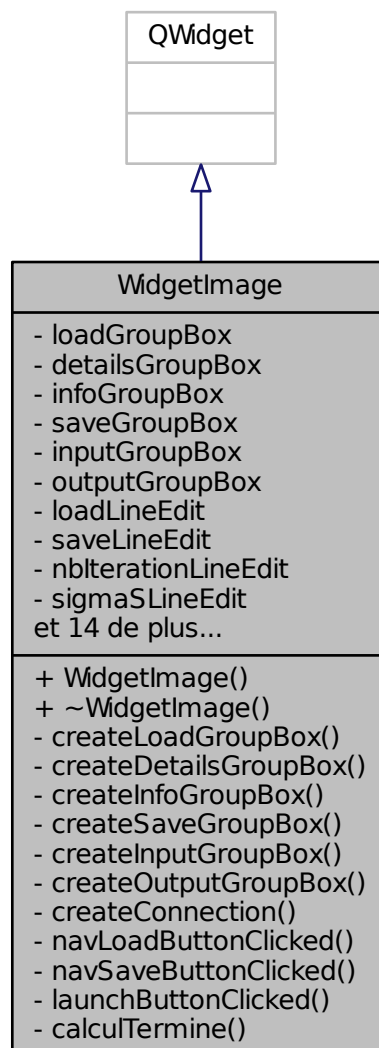 QWidget
WidgetImage
- loadGroupBox
- detailsGroupBox
- infoGroupBox
- saveGroupBox
- inputGroupBox
- outputGroupBox
- loadLineEdit
- saveLineEdit
- nbIterationLineEdit
- sigmaSLineEdit
et 14 de plus...
+ WidgetImage()
+ ~WidgetImage()
- createLoadGroupBox()
- createDetailsGroupBox()
- createInfoGroupBox()
- createSaveGroupBox()
- createInputGroupBox()
- createOutputGroupBox()
- createConnection()
- navLoadButtonClicked()
- navSaveButtonClicked()
- launchButtonClicked()
- calculTermine()